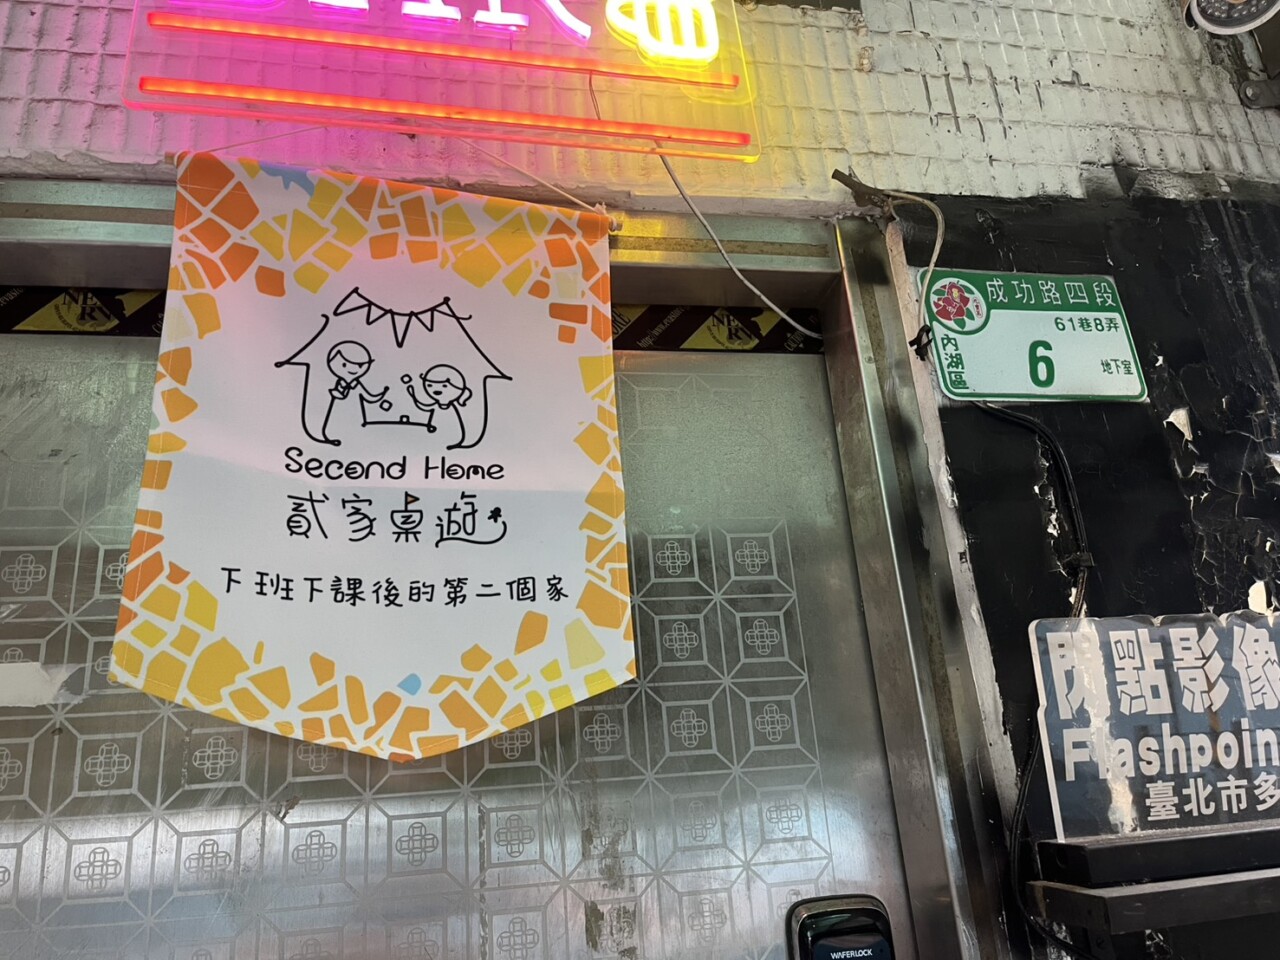 Second Home
貳家桌遊
下班下課後的第二個家
成功路四段
61巷8弄
內湖區
6
地下室
閃點影像
Flashpoin
臺北市多
WAFERLOCK